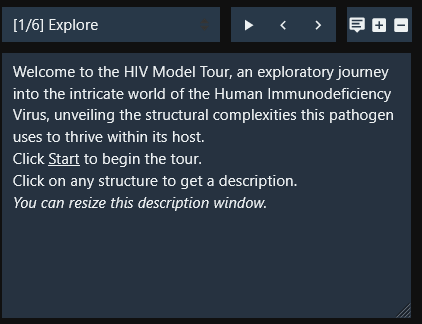 [1/6] Explore
Welcome to the HIV Model Tour, an exploratory journey
into the intricate world of the Human Immunodeficiency
Virus, unveiling the structural complexities this pathogen
uses to thrive within its host.
Click Start to begin the tour.
Click on any structure to get a description.
You can resize this description window.